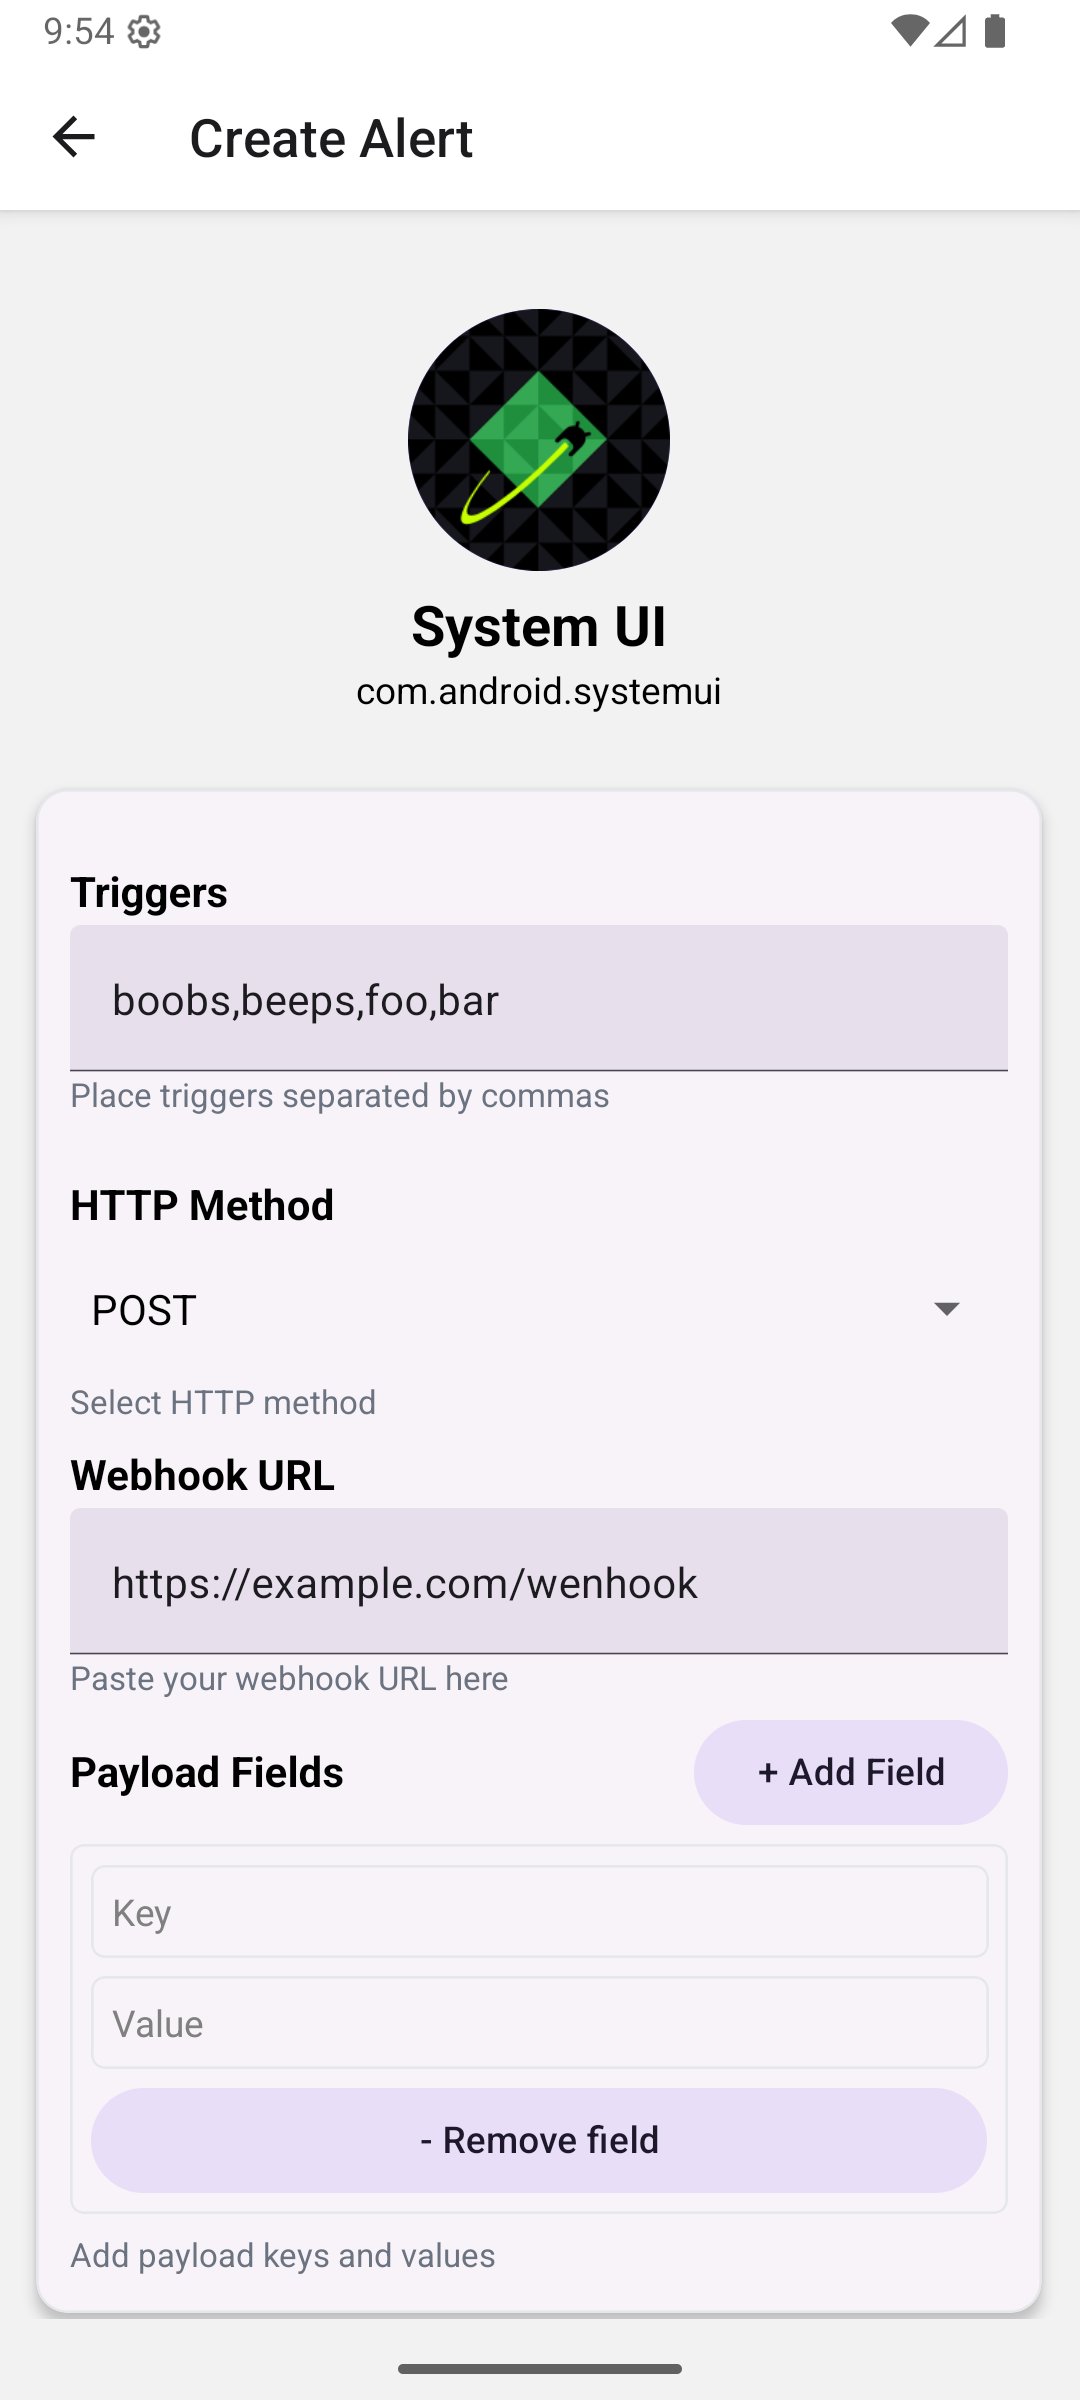 9:54
Create Alert
System UI
com.android.systemui
Triggers
boobs,beeps,foo,bar
Place triggers separated by commas
HTTP Method
POST
Select HTTP method
Webhook URL
https://example.com/wenhook
Paste your webhook URL here
Payload Fields
+ Add Field
Key
Value
- Remove field
Add payload keys and values